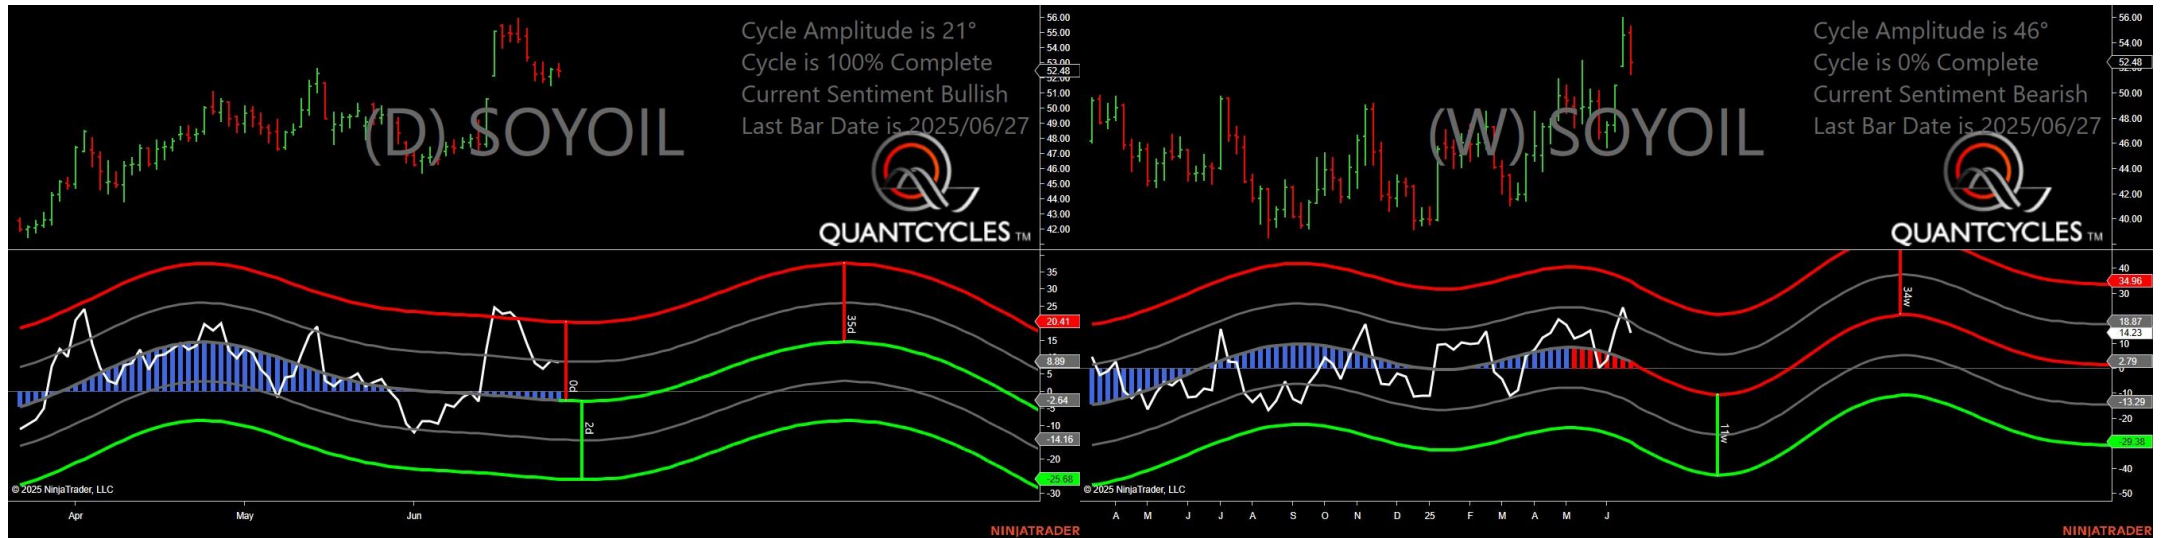 Cycle Amplitude is 21°
Cycle is 100% Complete
Current Sentiment Bullish
Last Bar Date is 2025/06/27
(D) SOYOIL
QUANTCYCLES TM
56.00
55.00
54.00
53.00
52.48
52.00
51.00
50.00
49.00
48.00
47.00
46.00
45.00
44.00
43.00
42.00
35
30
25
20.41
15
8.89
5
0
-2.64
-5
-10
-14.16
-20
-25.68
-30
0d
2d
35d
© 2025 NinjaTrader, LLC
Apr May Jun
NINJATRADER
Cycle Amplitude is 46°
Cycle is 0% Complete
Current Sentiment Bearish
Last Bar Date is 2025/06/27
(W) SOYOIL
QUANTCYCLES TM
56.00
54.00
52.48
50.00
48.00
46.00
44.00
42.00
40.00
40
34.96
30
18.87
14.23
10
2.79
0
-10
-13.29
-20
-29.38
-40
-50
11w
34w
© 2025 NinjaTrader, LLC
A M J J A S O N D 25 F M A M J
NINJATRADER